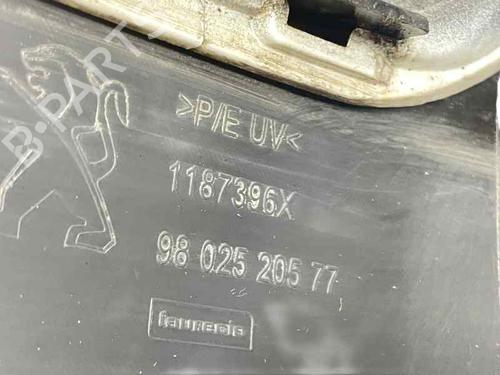 B-PARTS
>P/E UV<
1187396X
98 025 205 77
faurecia